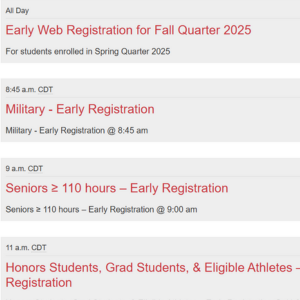 All Day
Early Web Registration for Fall Quarter 2025
For students enrolled in Spring Quarter 2025
8:45 a.m. CDT
Military - Early Registration
Military - Early Registration @ 8:45 am
9 a.m. CDT
Seniors ≥ 110 hours – Early Registration
Seniors ≥ 110 hours – Early Registration @ 9:00 am
11 a.m. CDT
Honors Students, Grad Students, & Eligible Athletes –
Registration